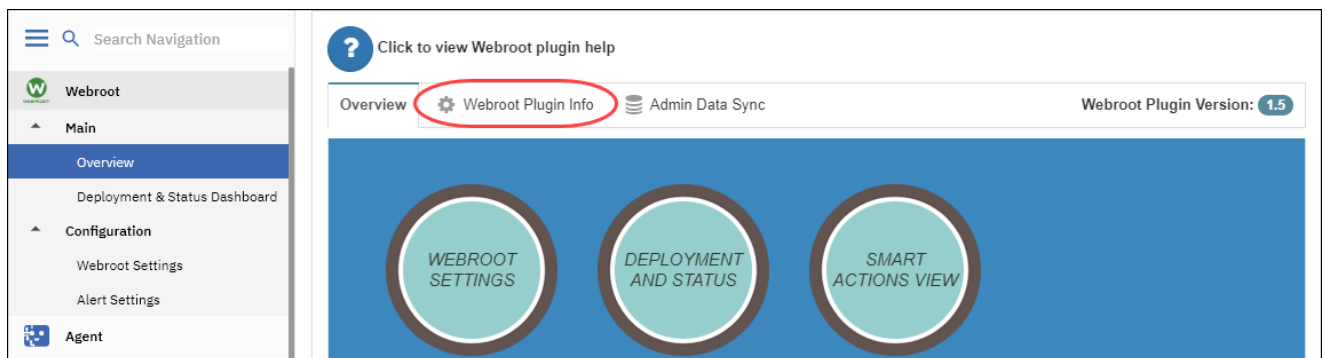 Search Navigation
Webroot
Main
Overview
Deployment & Status Dashboard
Configuration
Webroot Settings
Alert Settings
Agent
? Click to view Webroot plugin help
Overview Webroot Plugin Info Admin Data Sync Webroot Plugin Version: 1.5
WEBROOT
SETTINGS
DEPLOYMENT
AND STATUS
SMART
ACTIONS VIEW